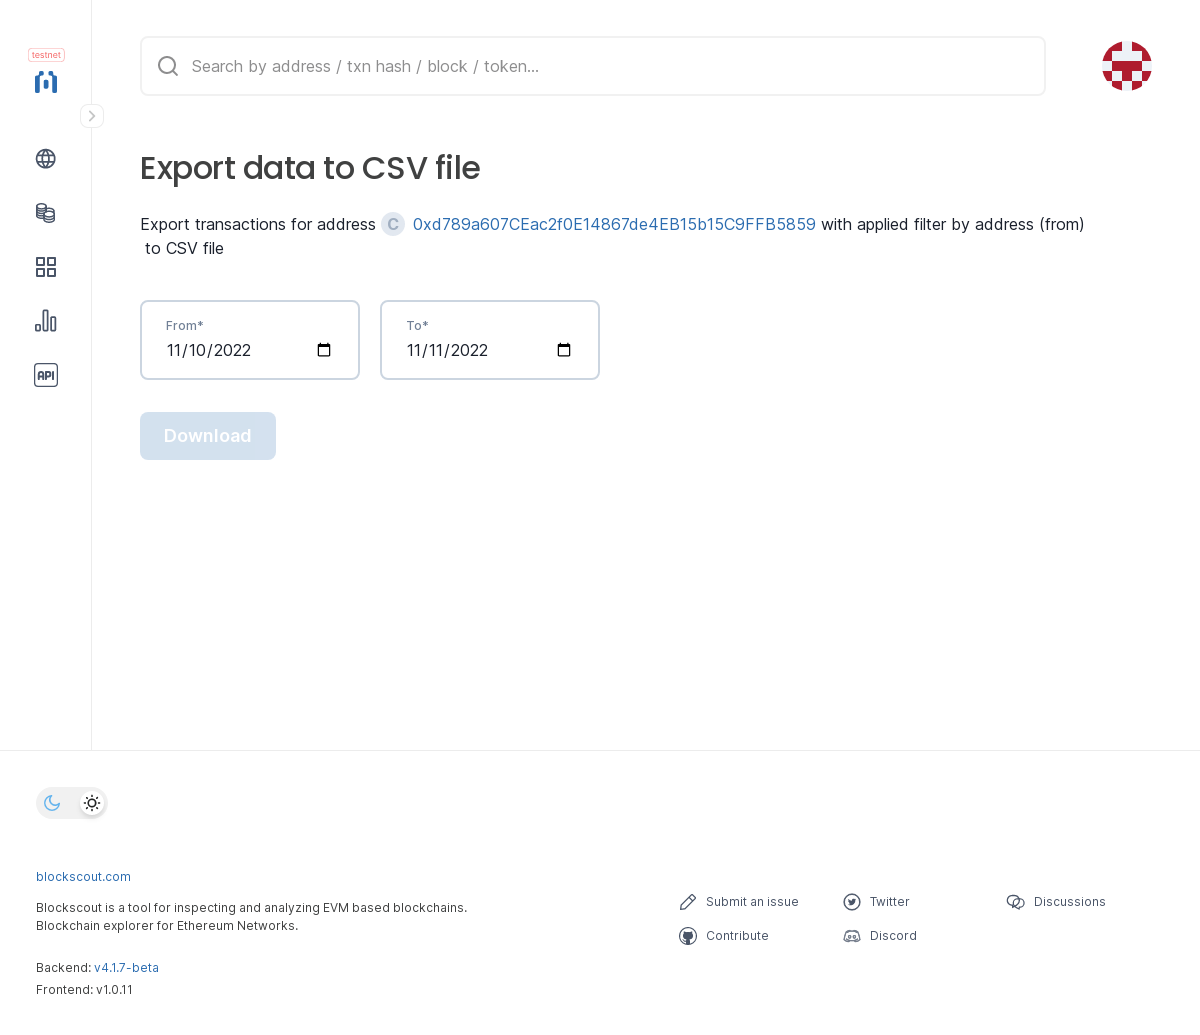 testnet
Search by address / txn hash / block / token...
Export data to CSV file
Export transactions for address C 0xd789a607CEac2f0E14867de4EB15b15C9FFB5859 with applied filter by address (from)
to CSV file
From*
To*
11/10/2022
11/11/2022
Download
API
blockscout.com
Blockscout is a tool for inspecting and analyzing EVM based blockchains.
Blockchain explorer for Ethereum Networks.
Backend: v4.1.7-beta
Frontend: v1.0.11
Submit an issue
Twitter
Discussions
Contribute
Discord